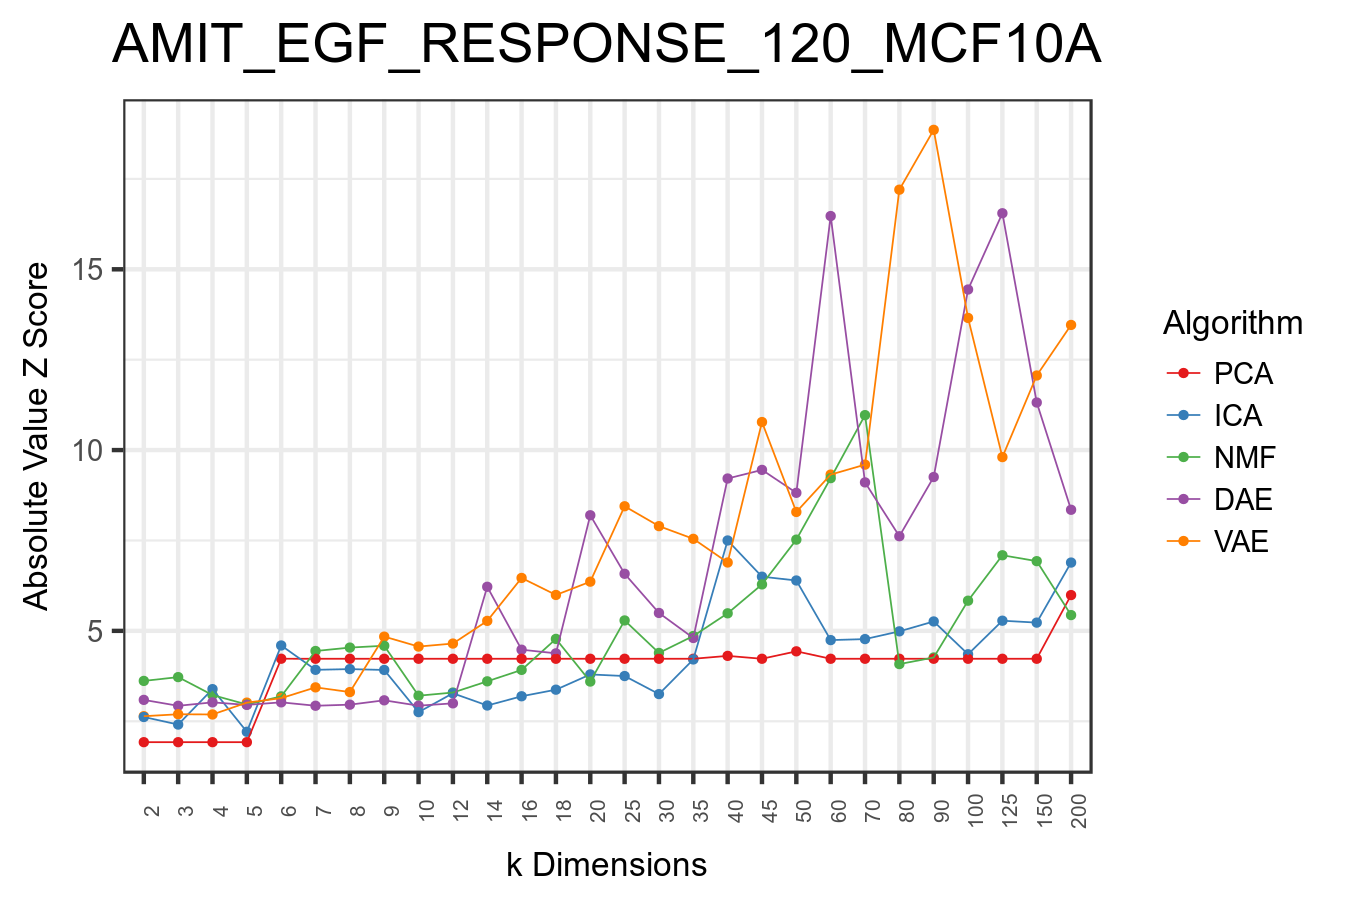 AMIT_EGF_RESPONSE_120_MCF10A
Absolute Value Z Score
15
10
5
2 3 4 5 6 7 8 9 10 12 14 16 18 20 25 30 35 40 45 50 60 70 80 90 100 125 150 200
k Dimensions
Algorithm
PCA
ICA
NMF
DAE
VAE